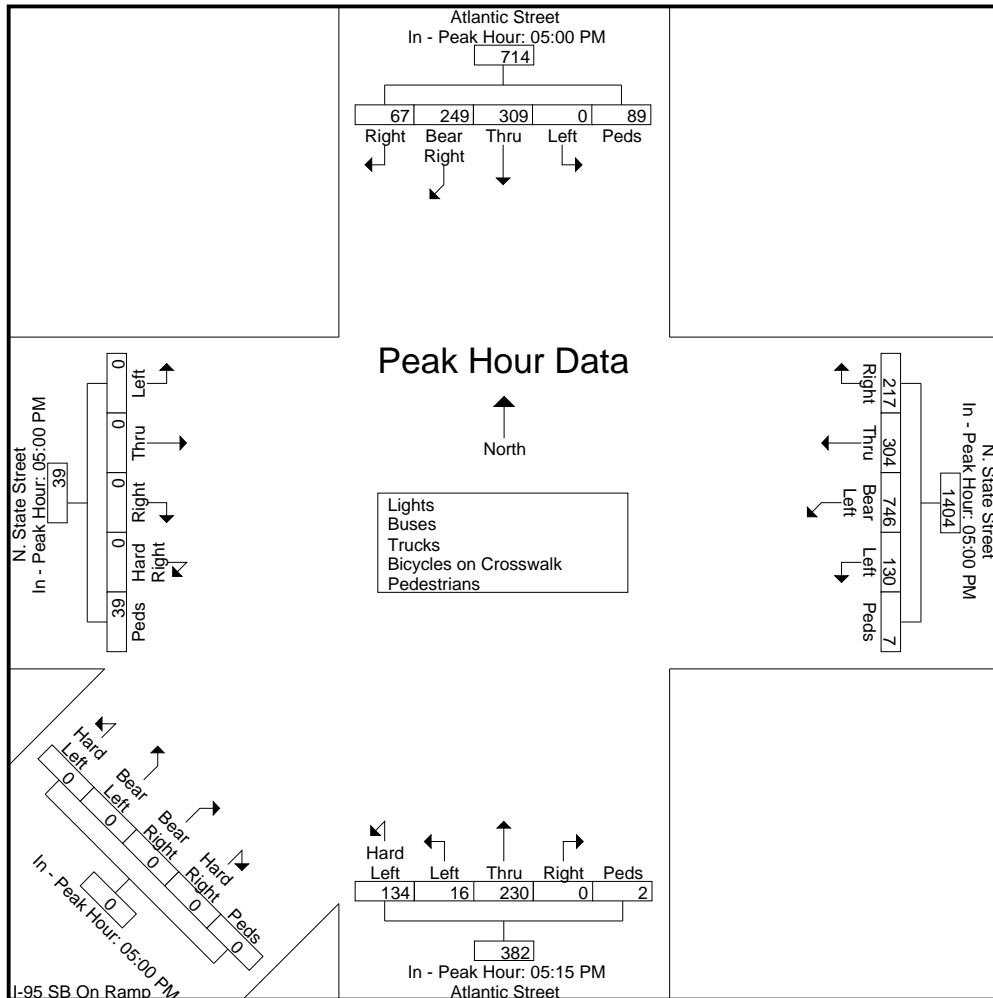 Atlantic Street
In - Peak Hour: 05:00 PM
714
67 249 309 0 89
Right Bear Right Thru Left Peds
Peak Hour Data
North
Lights
Buses
Trucks
Bicycles on Crosswalk
Pedestrians
N. State Street
In - Peak Hour: 05:00 PM
39
0 0 0 0 39
Left Thru Right Hard Right Peds
N. State Street
In - Peak Hour: 05:00 PM
1404
217 304 746 130 7
Right Thru Bear Left Left Peds
Hard Left Bear Left Bear Right Hard Right Peds
0 0 0 0 0
0
In - Peak Hour: 05:00 PM
I-95 SB On Ramp
Hard
Left Left Thru Right Peds
134 16 230 0 2
382
In - Peak Hour: 05:15 PM
Atlantic Street